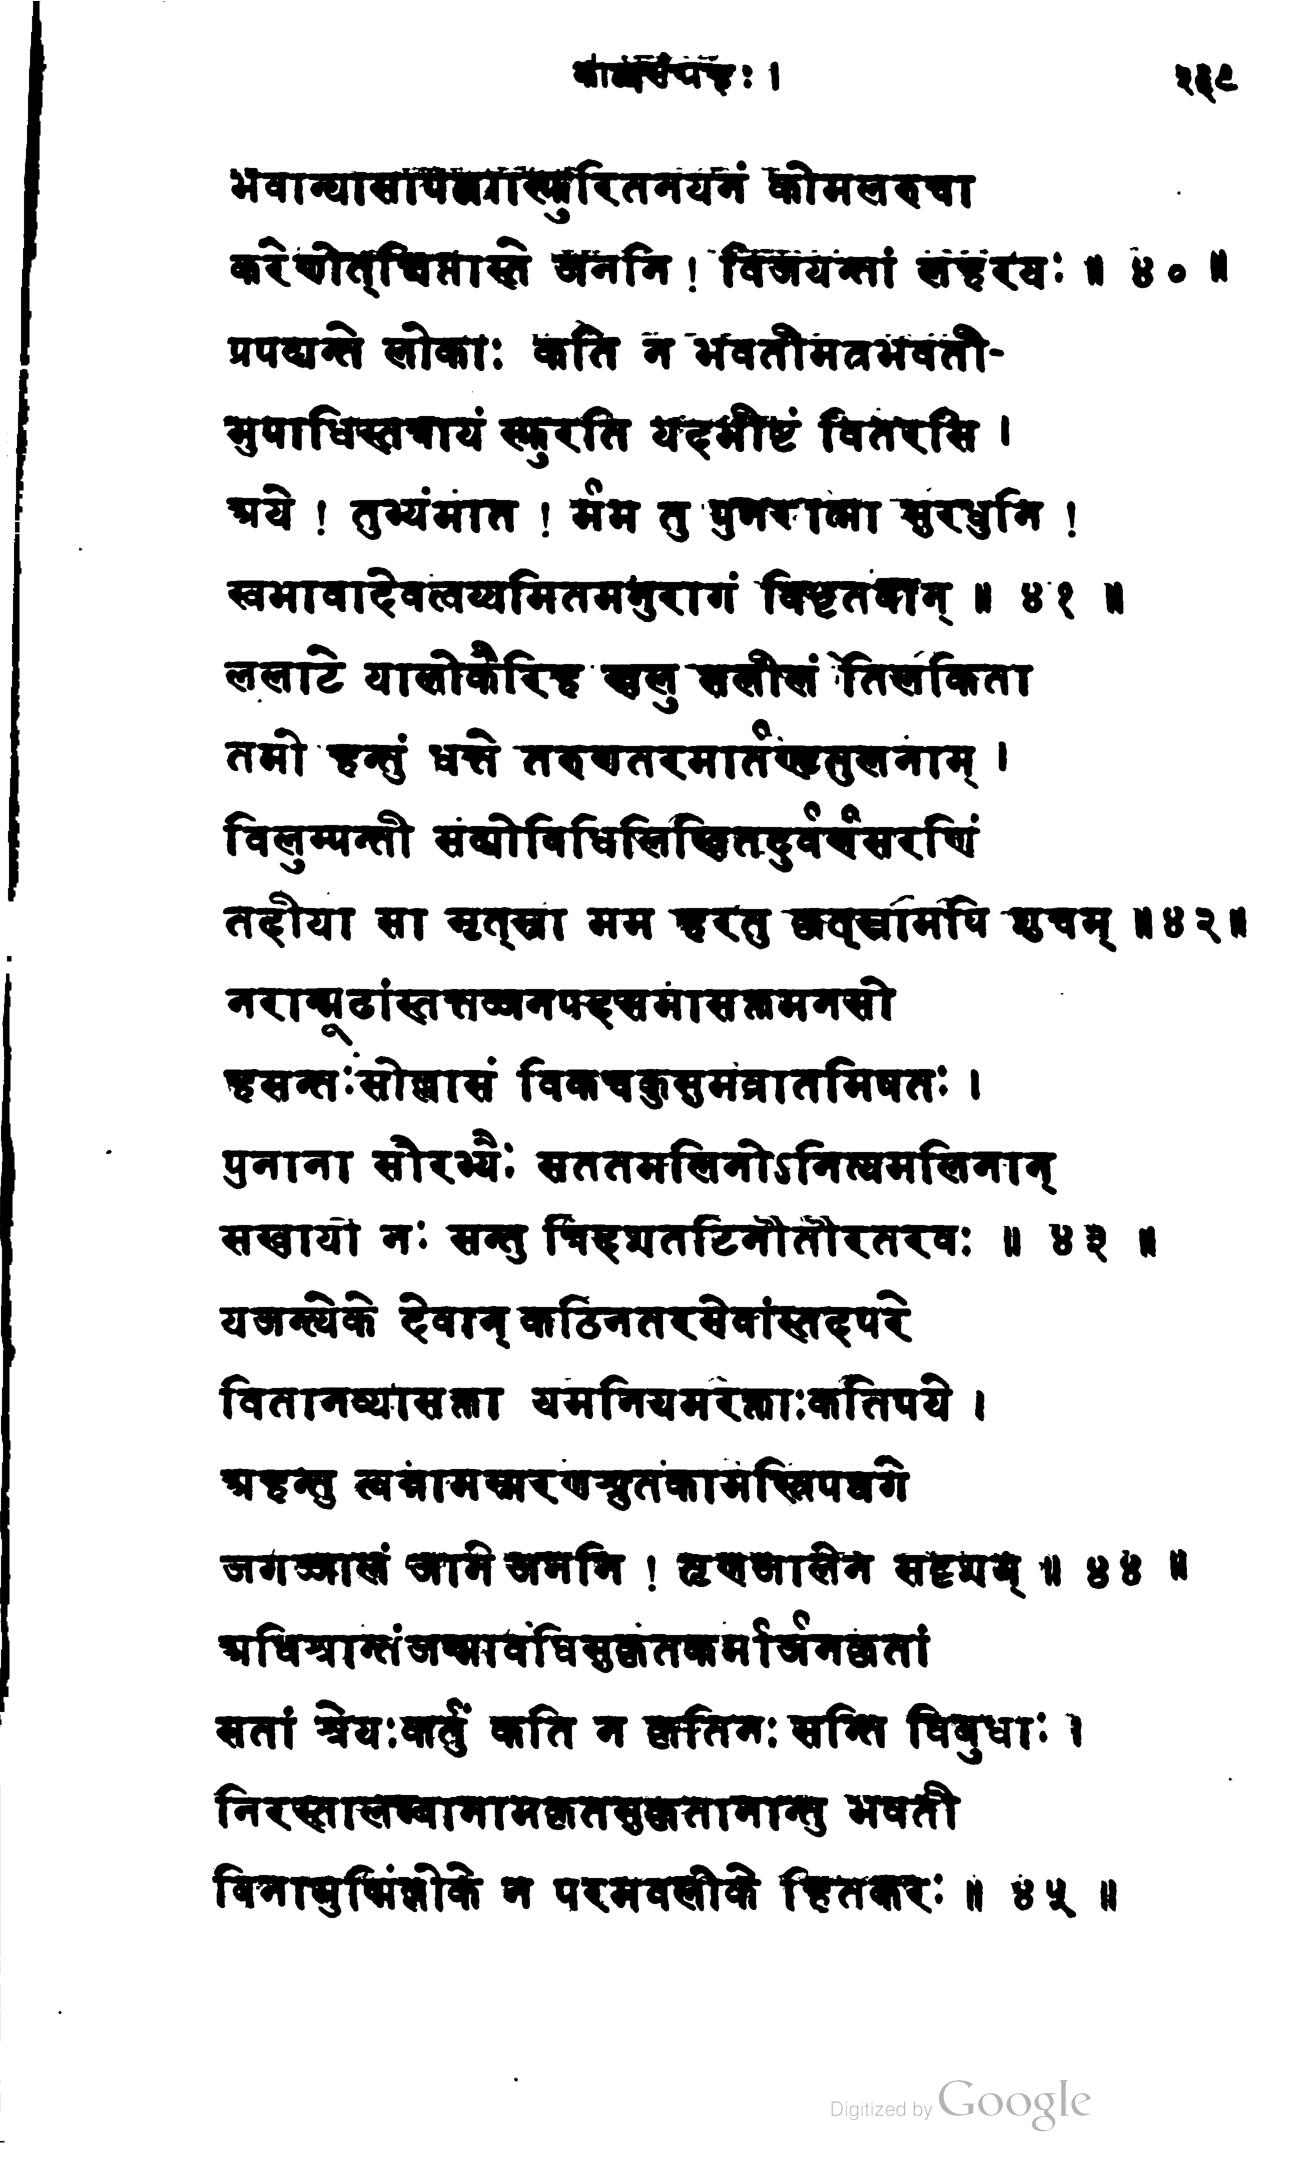 काव्यसंग्रहः । २६९
भवान्यासापत्न्यास्फुरितनयनं कोमलरुचा
करेणोत्‌क्षिप्तास्ते जननि ! विजयन्तां लहरयः ॥ ४० ॥
प्रपद्यन्ते लोकाः कति न भवतीमत्रभवती-
मुपाधिस्तत्रायं स्फुरति यदभीष्टं वितरसि ।
अये ! तुभ्यंमात ! र्मम तु पुनरात्मा सुरधुनि !
स्वभावादेवत्वय्यमितमनुरागं विधृतवान् ॥ ४१ ॥
ललाटे यालोकैरिह खलु सलीलं तिलकिता
तमो हन्तुं धत्ते तरुणतरमार्तण्डतुलनाम् ।
विलुम्पन्ती सद्योविधिलिखितदुर्वर्णसरणिं
तदीया सा मृत्‌स्ना मम हरतु कृत्‌स्नामपि शुचम् ॥४२॥
नरान्मूढांस्तत्तज्जनपदसमासक्तमनसो
हसन्तःसोल्लासं विकचकुसुमव्रातमिषतः ।
पुनाना सौरभ्यैः सततमलिनोऽनित्यमलिनान्
सखायो नः सन्तु त्रिदशतटिनीतीरतरवः ॥ ४३ ॥
यजन्त्येके देवान् कठिनतरसेवांस्तदपरे
वितानव्यासक्ता यमनियमरक्ताःकतिपये ।
अहन्तु त्वन्नामस्मरणश्रुतकामस्त्रिपथगे
जगज्जालं जाने जननि ! तृणजालेन सदृशम् ॥ ४४ ॥
अविश्रान्तंजन्मावधिसुकृतकर्मार्जनकृतां
सतां श्रेयःकर्तुं कति न कृतिनः सन्ति विबुधाः ।
निरस्तालम्बानामकृतसुकृतानान्तु भवती
विनामुष्मिंल्लोके न परमवलोके हितकरः ॥ ४५ ॥
Digitized by Google